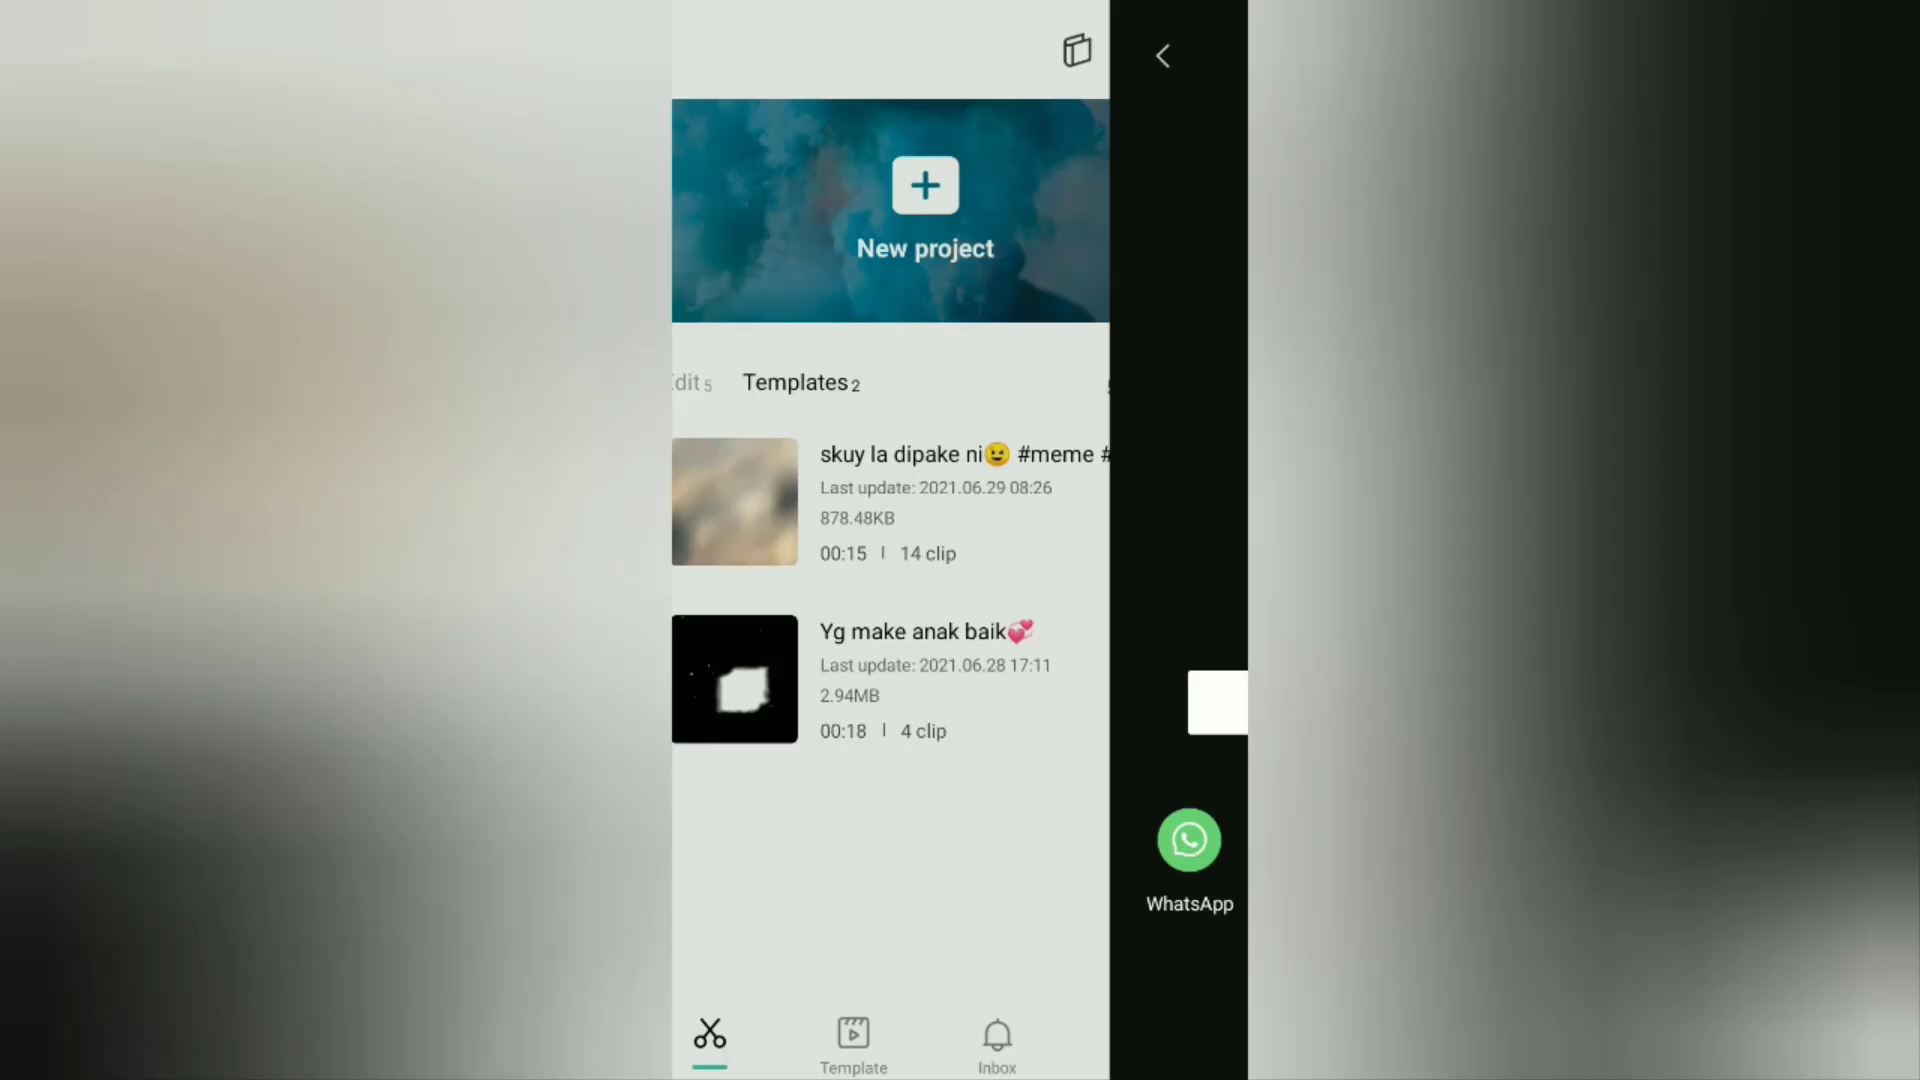 New project
dit 5 Templates 2
skuy la dipake ni😉 #meme #
Last update: 2021.06.29 08:26
878.48KB
00:15 | 14 clip
Yg make anak baik💞
Last update: 2021.06.28 17:11
2.94MB
00:18 | 4 clip
WhatsApp
Template Inbox